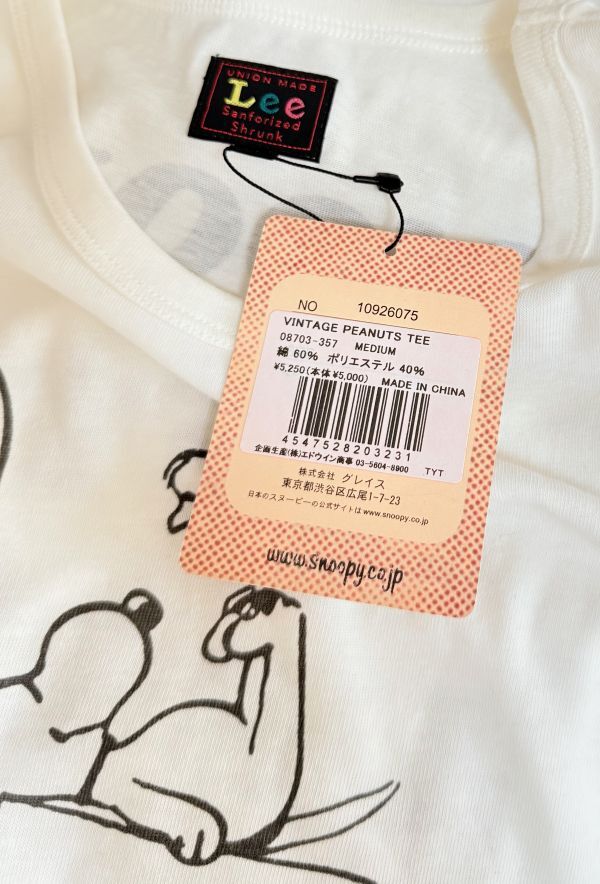 UNION MADE
Lee
Sanforized
Shrunk
NO 10926075
VINTAGE PEANUTS TEE
08703-357 MEDIUM
綿 60% ポリエステル 40%
¥5,250(本体¥5,000) MADE IN CHINA
4547528203231
企画生産(株)エドウイン商事 03-5604-8900 TYT
株式会社 グレイス
東京都渋谷区広尾1-7-23
日本のスヌーピーの公式サイトは www.snoopy.co.jp
www.snoopy.co.jp